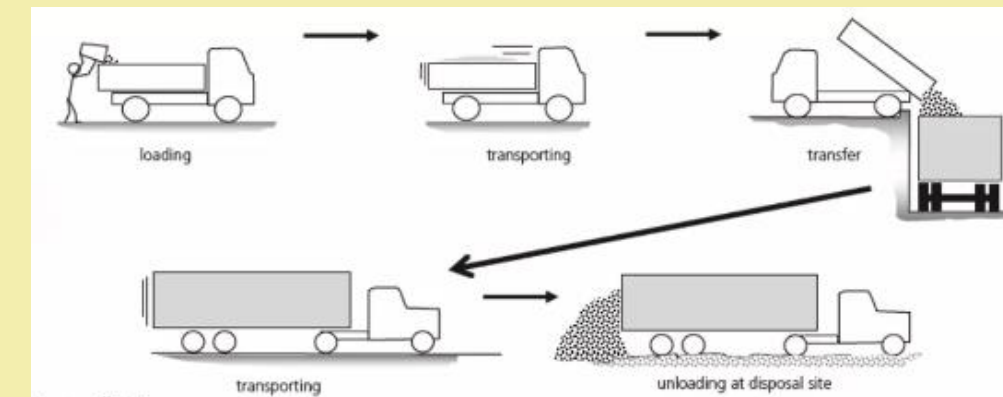 loading
transporting
transfer
transporting
unloading at disposal site